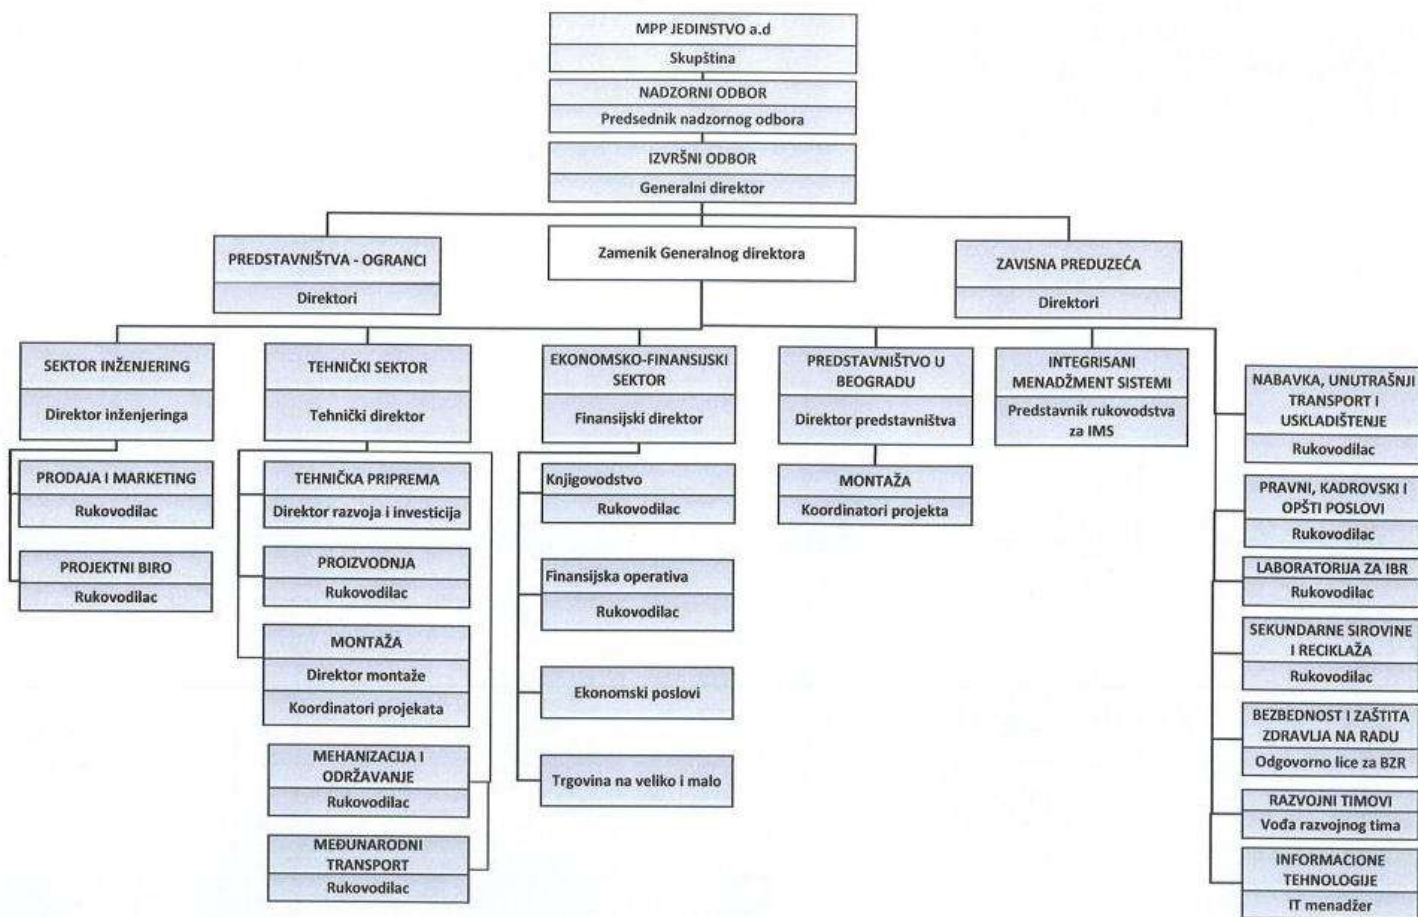 MPP JEDINSTVO a.d
Skupština
NADZORNI ODBOR
Predsednik nadzornog odbora
IZVRŠNI ODBOR
Generalni direktor
PREDSTAVNIŠTVA - OGRANCI
Direktori
Zamenik Generalnog direktora
ZAVISNA PREDUZEĆA
Direktori
SEKTOR INŽENJERING
Direktor inženjeringa
PRODAJA I MARKETING
Rukovodilac
PROJEKTNI BIRO
Rukovodilac
TEHNIČKI SEKTOR
Tehnički direktor
TEHNIČKA PRIPREMA
Direktor razvoja i investicija
PROIZVODNJA
Rukovodilac
MONTAŽA
Direktor montaže
Koordinatori projekata
MEHANIZACIJA I
ODRŽAVANJE
Rukovodilac
MEĐUNARODNI
TRANSPORT
Rukovodilac
EKONOMSKO-FINANSIJSKI
SEKTOR
Finansijski direktor
Knjigovodstvo
Rukovodilac
Finansijska operativa
Rukovodilac
Ekonomski poslovi
Trgovina na veliko i malo
PREDSTAVNIŠTVO U
BEOGRADU
Direktor predstavništva
MONTAŽA
Koordinatori projekta
INTEGRISANI
MENADŽMENT SISTEMI
Predstavnik rukovodstva
za IMS
NABAVKA, UNUTRAŠNJI
TRANSPORT I
USKLADIŠTENJE
Rukovodilac
PRAVNI, KADROVSKI I
OPŠTI POSLOVI
Rukovodilac
LABORATORIJA ZA IBR
Rukovodilac
SEKUNDARNE SIROVINE
I RECIKLAŽA
Rukovodilac
BEZBEDNOST I ZAŠTITA
ZDRAVLJA NA RADU
Odgovorno lice za BZR
RAZVOJNI TIMOVI
Vođa razvojnog tima
INFORMACIONE
TEHNOLOGIJE
IT menadžer